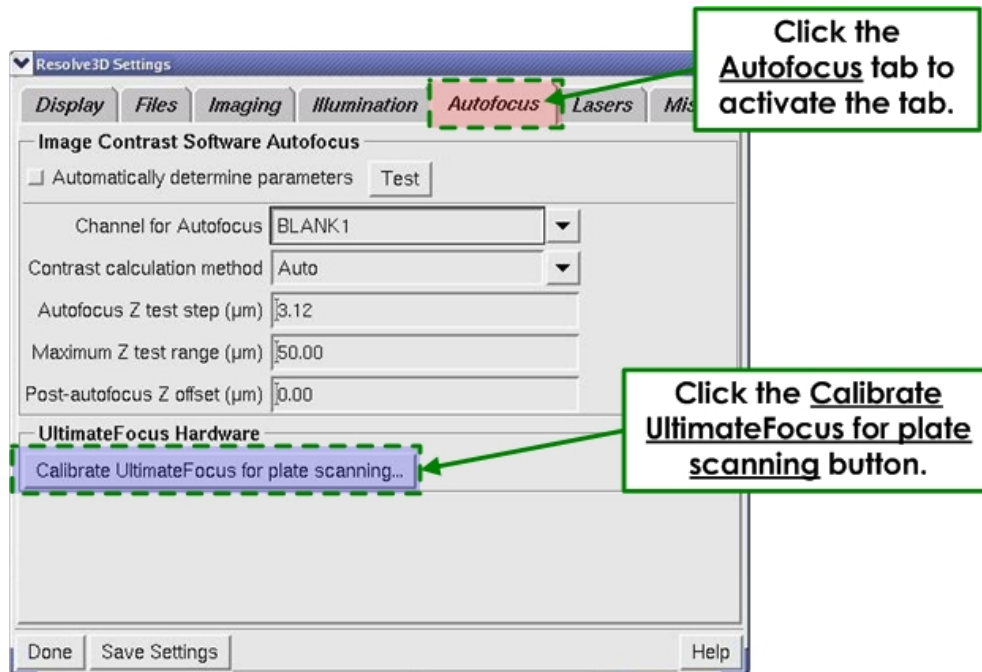 Click the
Autofocus tab to
activate the tab.
Resolve3D Settings
Display Files Imaging Illumination Autofocus Lasers
Image Contrast Software Autofocus
Automatically determine parameters Test
Channel for Autofocus BLANK1
Contrast calculation method Auto
Autofocus Z test step (µm) 3.12
Maximum Z test range (µm) 50.00
Post-autofocus Z offset (µm) 0.00
Click the Calibrate
UltimateFocus for plate
scanning button.
UltimateFocus Hardware
Calibrate UltimateFocus for plate scanning...
Done Save Settings Help